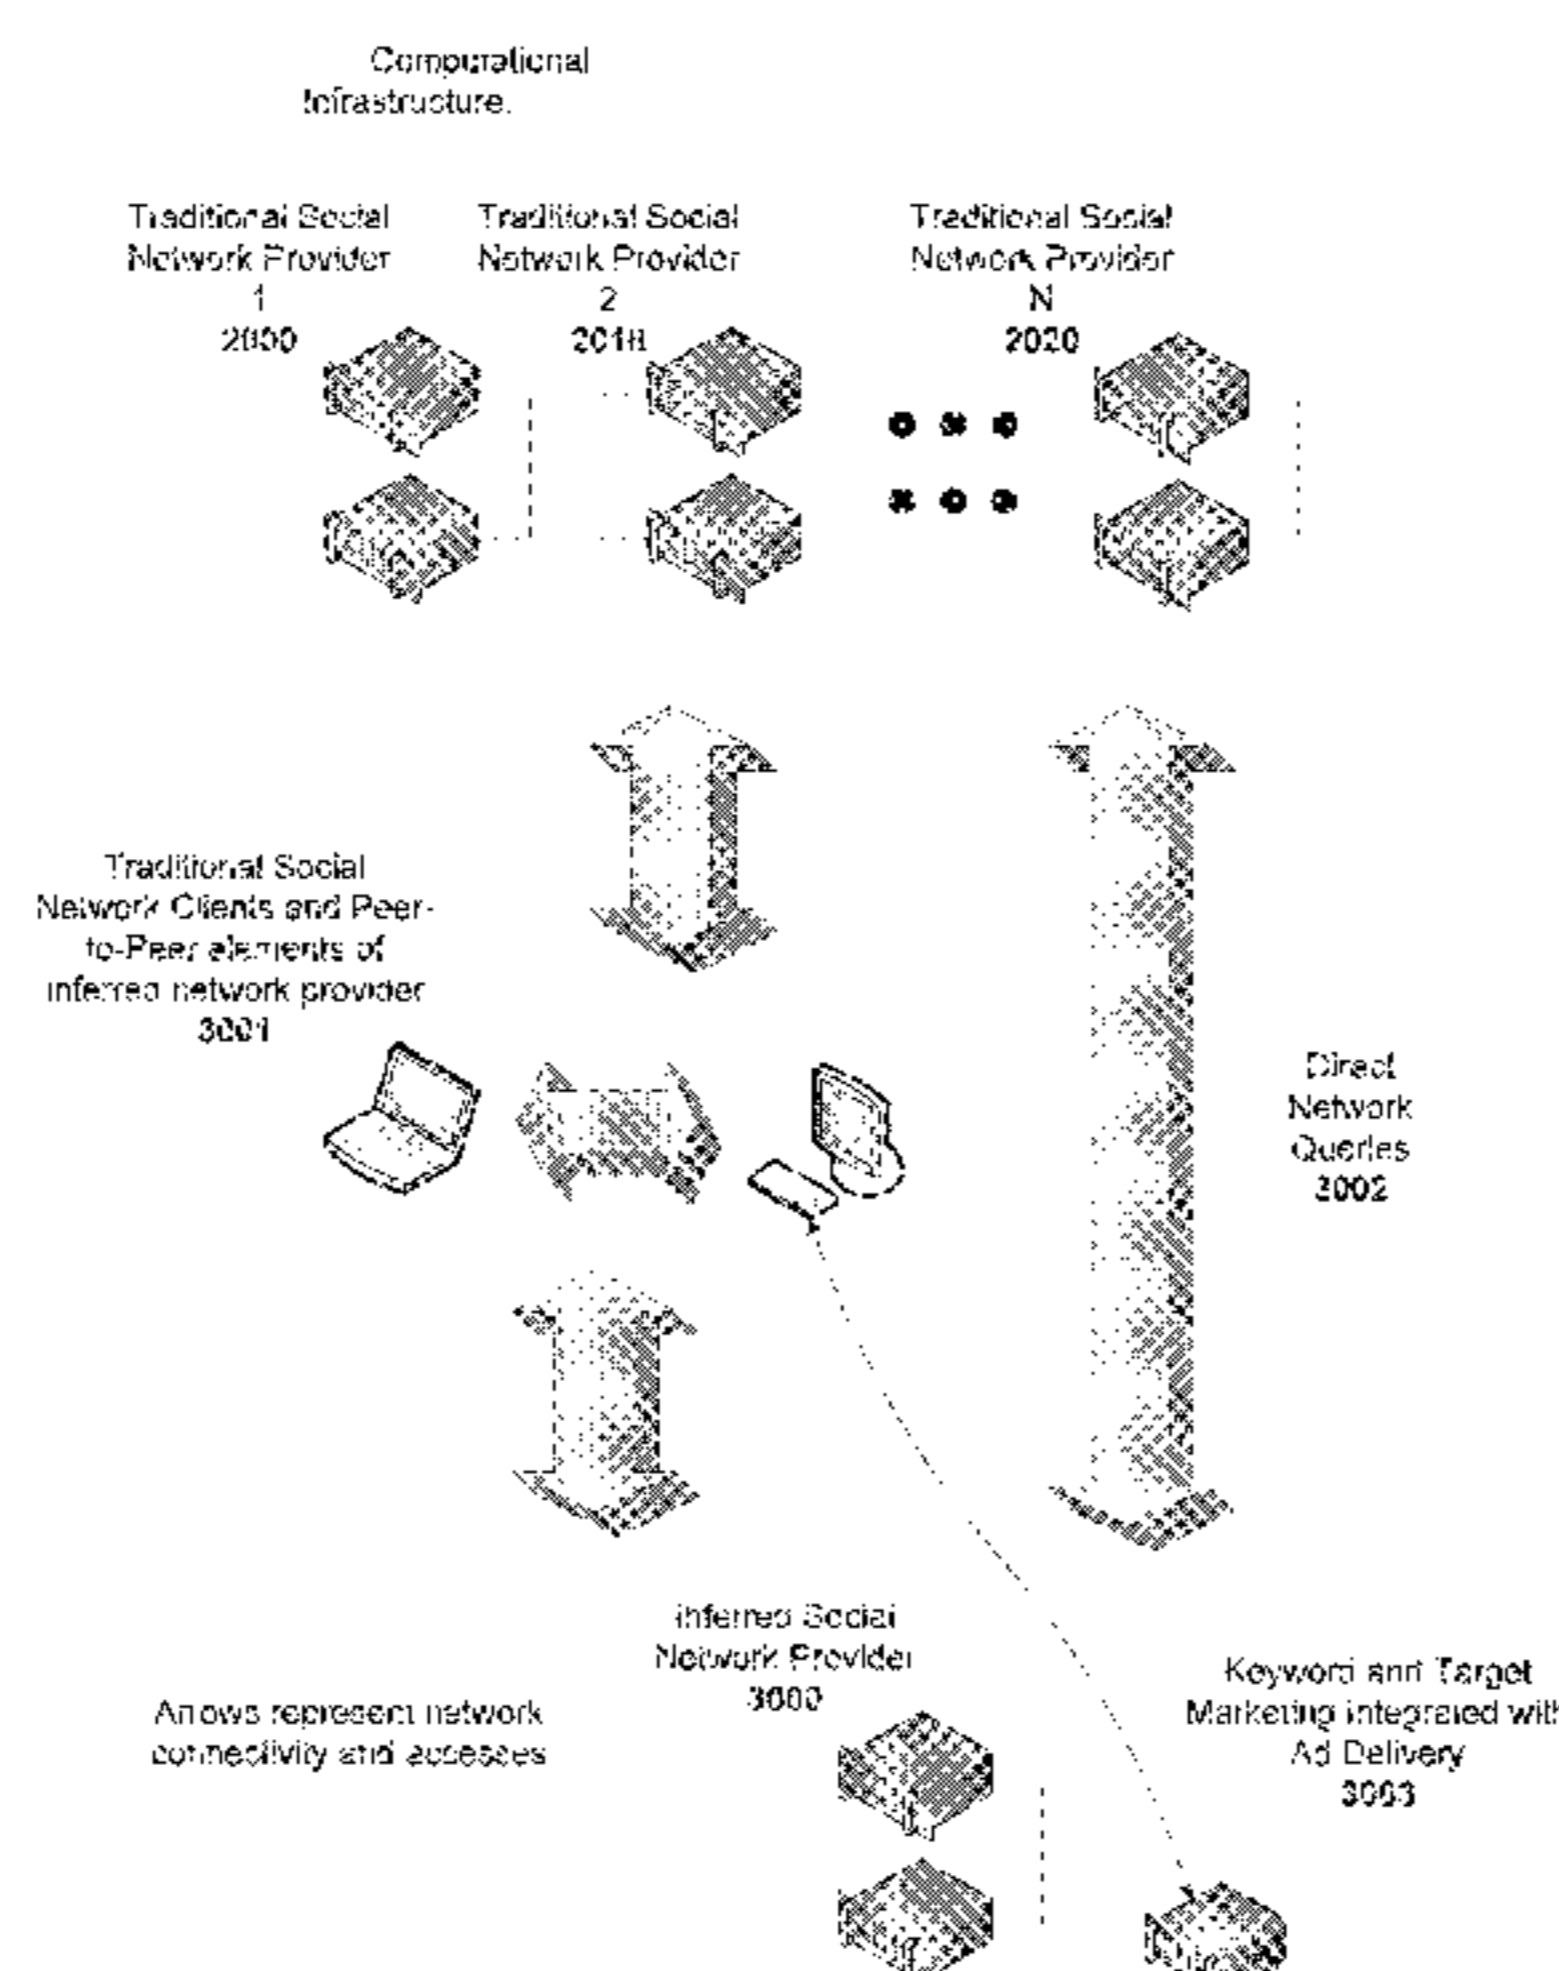 Computational
Infrastructure.
Traditional Social
Network Provider
1
2000
Traditional Social
Network Provider
2
2010
Traditional Social
Network Provider
N
2020
Traditional Social
Network Clients and Peer-
to-Peer elements of
inferred network provider
3001
Direct
Network
Queries
3002
Inferred Social
Network Provider
3000
Arrows represent network
connectivity and accesses
Keyword and Target
Marketing integrated with
Ad Delivery
3003